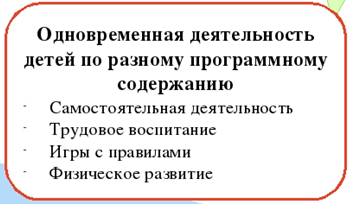 Одновременная деятельность
детей по разному программному
содержанию
- Самостоятельная деятельность
- Трудовое воспитание
- Игры с правилами
- Физическое развитие